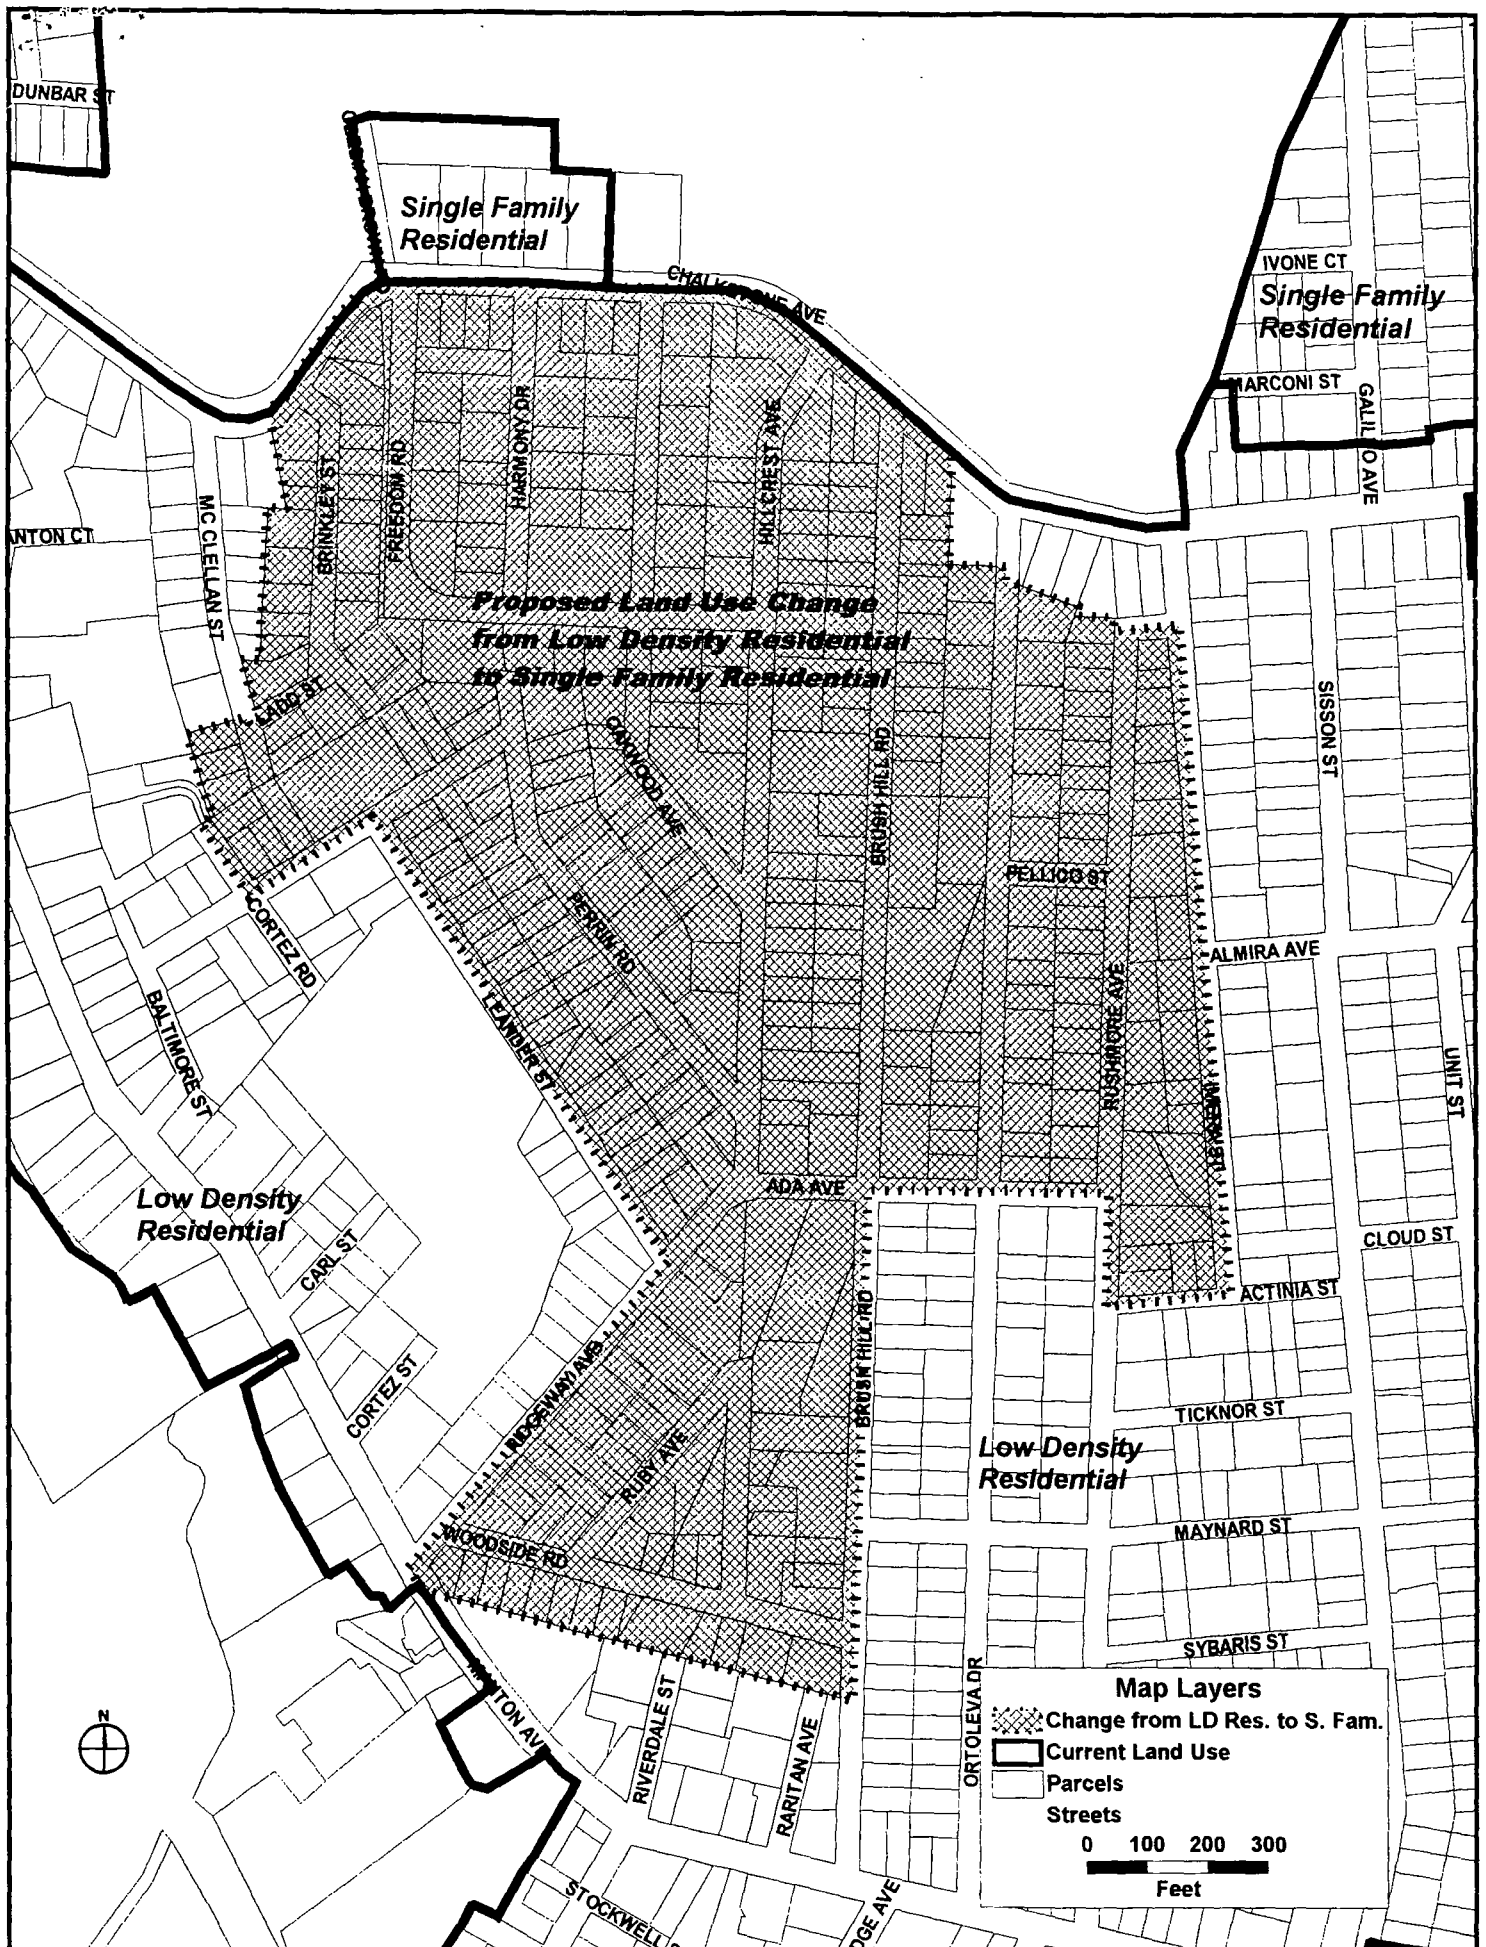 DUNBAR ST
Single Family
Residential
CHALKSTONE AVE
IVONE CT
Single Family
Residential
MARCONI ST
GALILIO AVE
HARMONY DR
HILLCREST AVE
FREEDOM RD
BRINKLEY ST
MC CLELLAN ST
ANTON CT
Proposed Land Use Change
from Low Density Residential
to Single Family Residential
LADD ST
SISSON ST
OAKWOOD AVE
BRUSH HILL RD
PELLICO ST
PERRIN RD
CORTEZ RD
ALMIRA AVE
BALTIMORE ST
LEANDER ST
RUSHMORE AVE
UNIT ST
ADA AVE
Low Density
Residential
CARL ST
CLOUD ST
ACTINIA ST
BRUSH HILL RD
RIDGEWAY AVE
CORTEZ ST
TICKNOR ST
Low Density
Residential
RUBY AVE
WOODSIDE RD
MAYNARD ST
SYBARIS ST
MANTON AVE
RIVERDALE ST
RARITAN AVE
ORTOLEVA DR
N
Map Layers
Change from LD Res. to S. Fam.
Current Land Use
Parcels
Streets
0 100 200 300
Feet
STOCKWELL S
DGE AVE